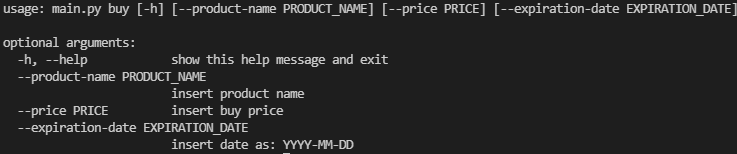 usage: main.py buy [-h] [--product-name PRODUCT_NAME] [--price PRICE] [--expiration-date EXPIRATION_DATE]
optional arguments:
-h, --help show this help message and exit
--product-name PRODUCT_NAME
insert product name
--price PRICE insert buy price
--expiration-date EXPIRATION_DATE
insert date as: YYYY-MM-DD